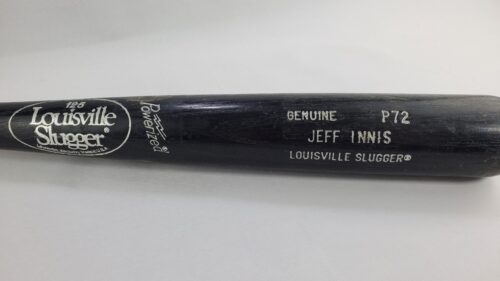 125
Louisville
Slugger®
Powerized
GENUINE P72
JEFF INNIS
LOUISVILLE SLUGGER®